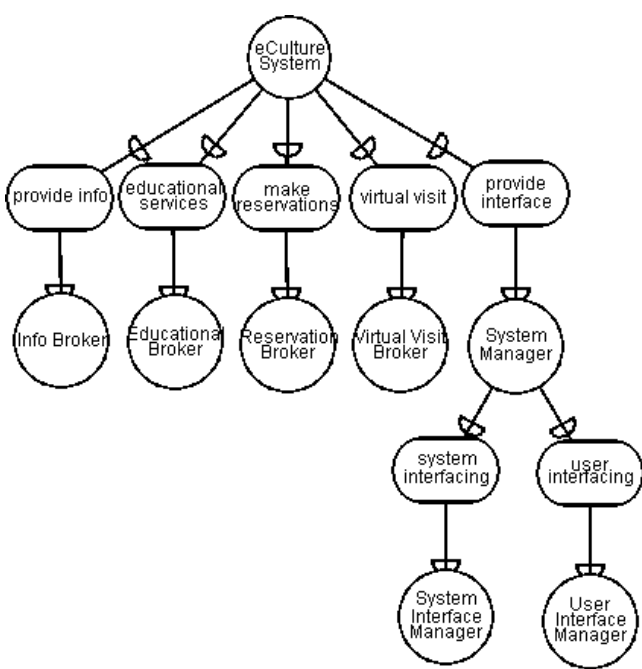 eCulture
System
provide info
educational
services
make
reservations
virtual visit
provide
interface
Info Broker
Educational
Broker
Reservation
Broker
Virtual Visit
Broker
System
Manager
system
interfacing
user
interfacing
System
Interface
Manager
User
Interface
Manager